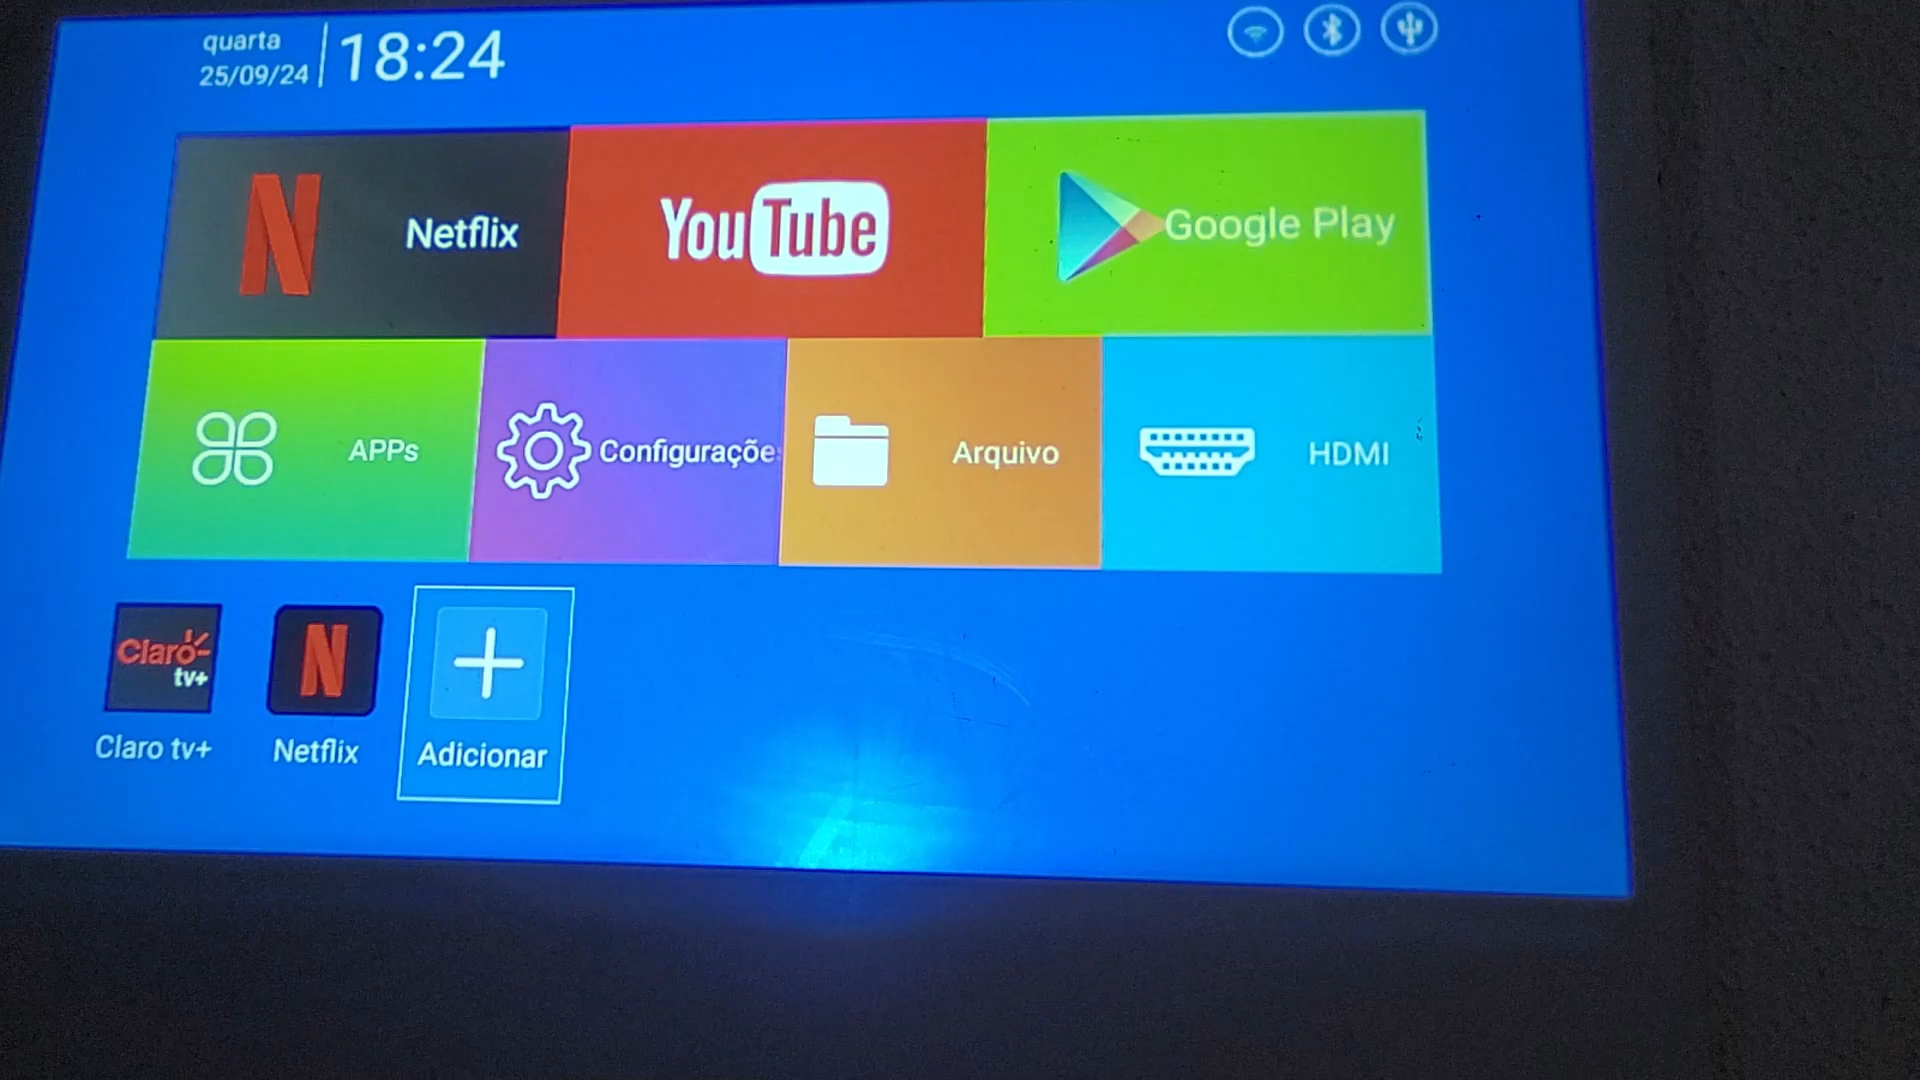 quarta
25/09/24
18:24
Netflix
YouTube
Google Play
APPs
Configuraçõe
Arquivo
HDMI
Claro
tv+
Claro tv+
Netflix
Adicionar